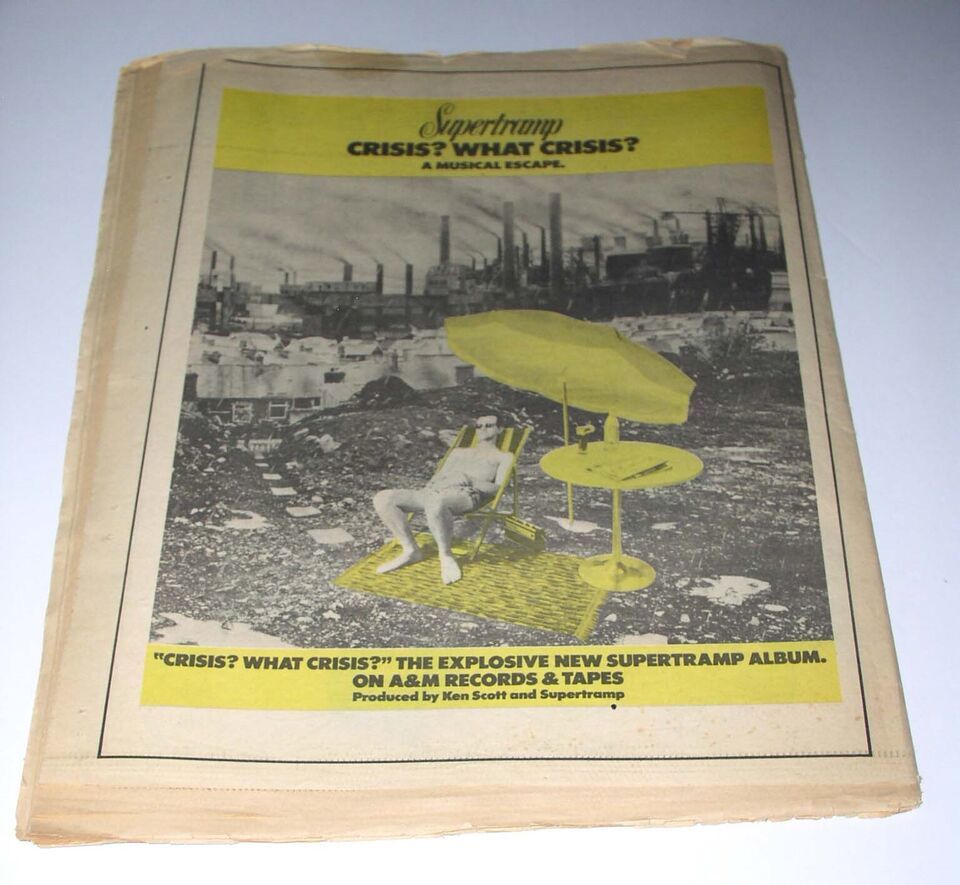 Supertramp
CRISIS? WHAT CRISIS?
A MUSICAL ESCAPE.
"CRISIS? WHAT CRISIS?" THE EXPLOSIVE NEW SUPERTRAMP ALBUM.
ON A&M RECORDS & TAPES
Produced by Ken Scott and Supertramp